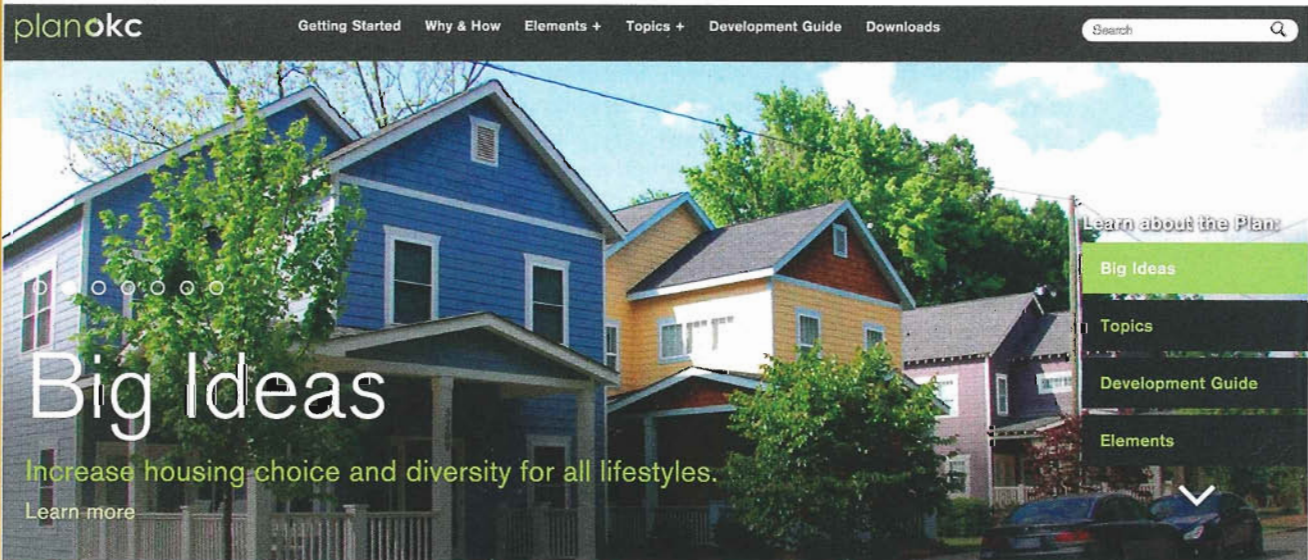 planokc
Getting Started Why & How Elements + Topics + Development Guide Downloads
Search
Learn about the Plan:
Big Ideas
Topics
Development Guide
Elements
Big Ideas
Increase housing choice and diversity for all lifestyles.
Learn more